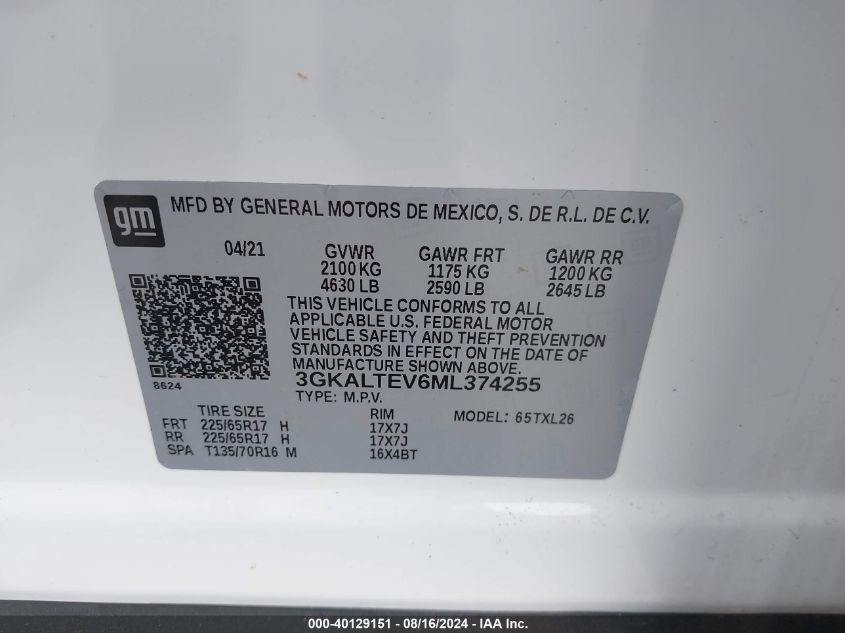 gm MFD BY GENERAL MOTORS DE MEXICO, S. DE R.L. DE C.V.
04/21 GVWR GAWR FRT GAWR RR
2100 KG 1175 KG 1200 KG
4630 LB 2590 LB 2645 LB
THIS VEHICLE CONFORMS TO ALL
APPLICABLE U.S. FEDERAL MOTOR
VEHICLE SAFETY AND THEFT PREVENTION
STANDARDS IN EFFECT ON THE DATE OF
MANUFACTURE SHOWN ABOVE.
8624 3GKALTEV6ML374255
TYPE: M.P.V.
TIRE SIZE RIM MODEL: 65TXL26
FRT 225/65R17 H 17X7J
RR 225/65R17 H 17X7J
SPA T135/70R16 M 16X4BT
000-40129151 - 08/16/2024 - IAA Inc.